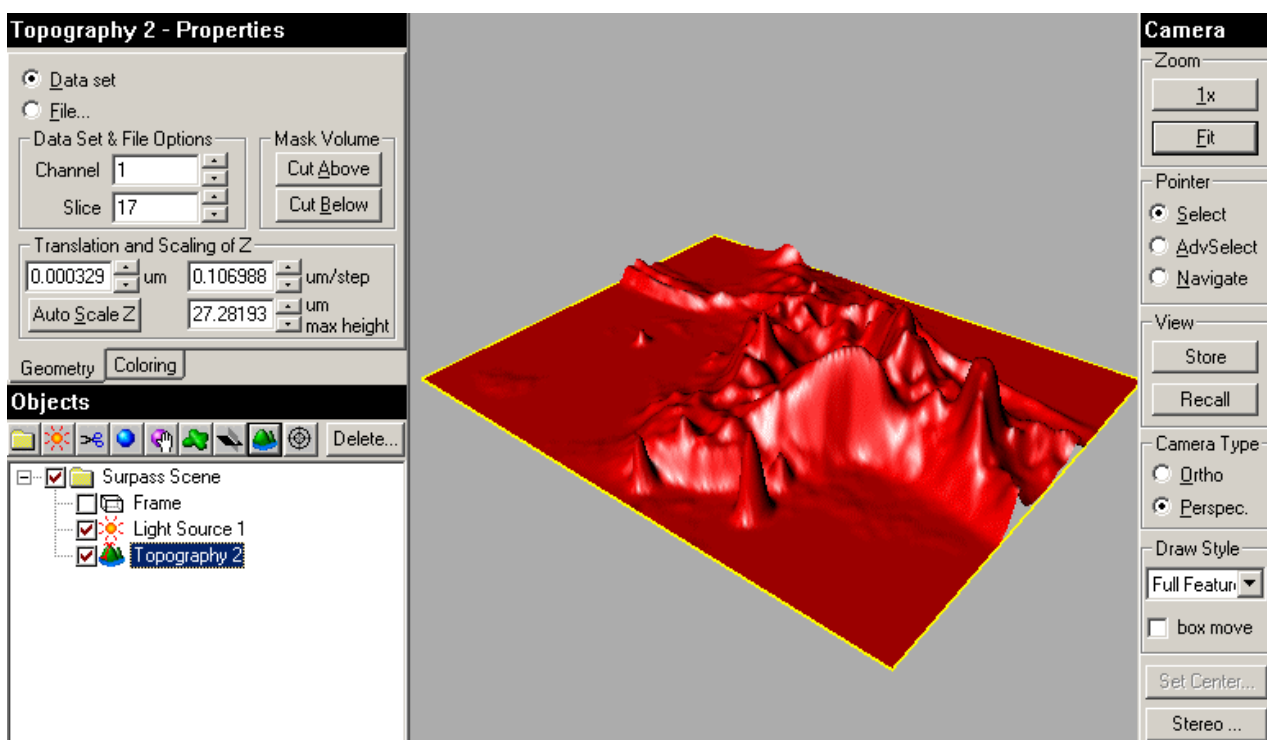 Topography 2 - Properties
Data set
File...
Data Set & File Options
Mask Volume
Channel 1
Cut Above
Slice 17
Cut Below
Translation and Scaling of Z
0.000329 um 0.106988 um/step
Auto Scale Z 27.28193 um
max height
Geometry Coloring
Objects
Delete...
Surpass Scene
Frame
Light Source 1
Topography 2
Camera
Zoom
1x
Fit
Pointer
Select
AdvSelect
Navigate
View
Store
Recall
Camera Type
Ortho
Perspec.
Draw Style
Full Featur
box move
Set Center...
Stereo ...